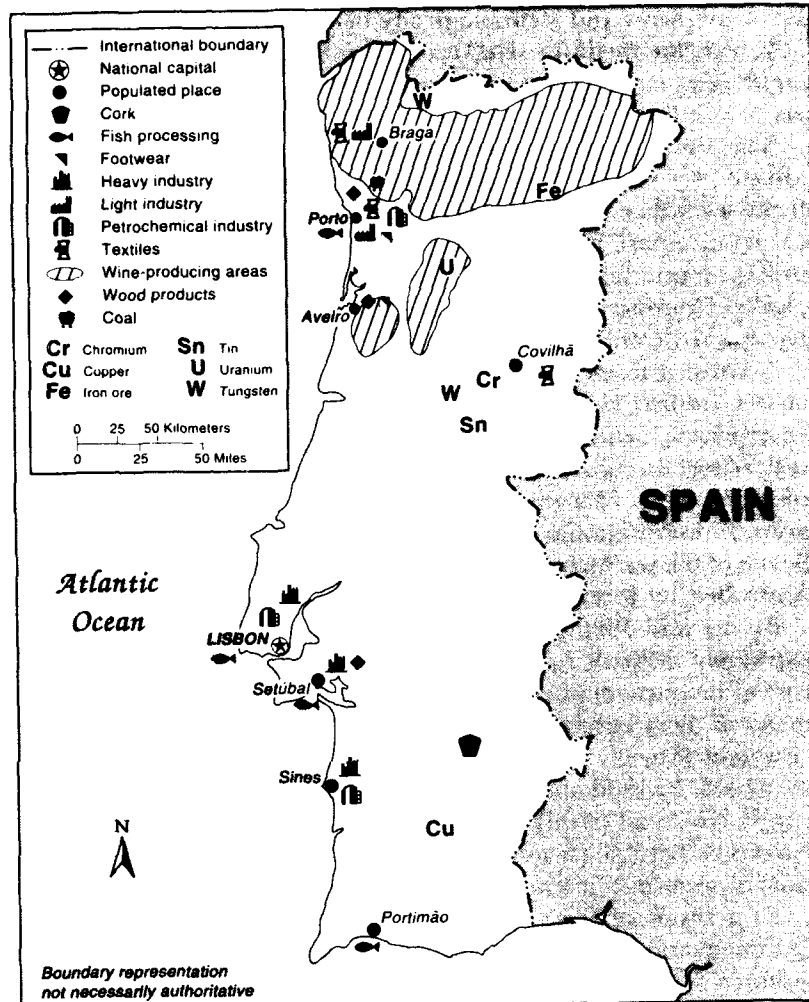 International boundary
National capital
Populated place
Cork
Fish processing
Footwear
Heavy industry
Light industry
Petrochemical industry
Textiles
Wine-producing areas
Wood products
Coal
Cr Chromium Sn Tin
Cu Cupper U Uranium
Fe Iron ore W Tungsten
0 25 50 Kilometers
0 25 50 Miles
W
Braga
Fe
Porto
U
Aveiro
Covilhã
Cr
W
Sn
SPAIN
Atlantic
Ocean
LISBON
Setúbal
Sines
Cu
N
Portimão
Boundary representation
not necessarily authoritative